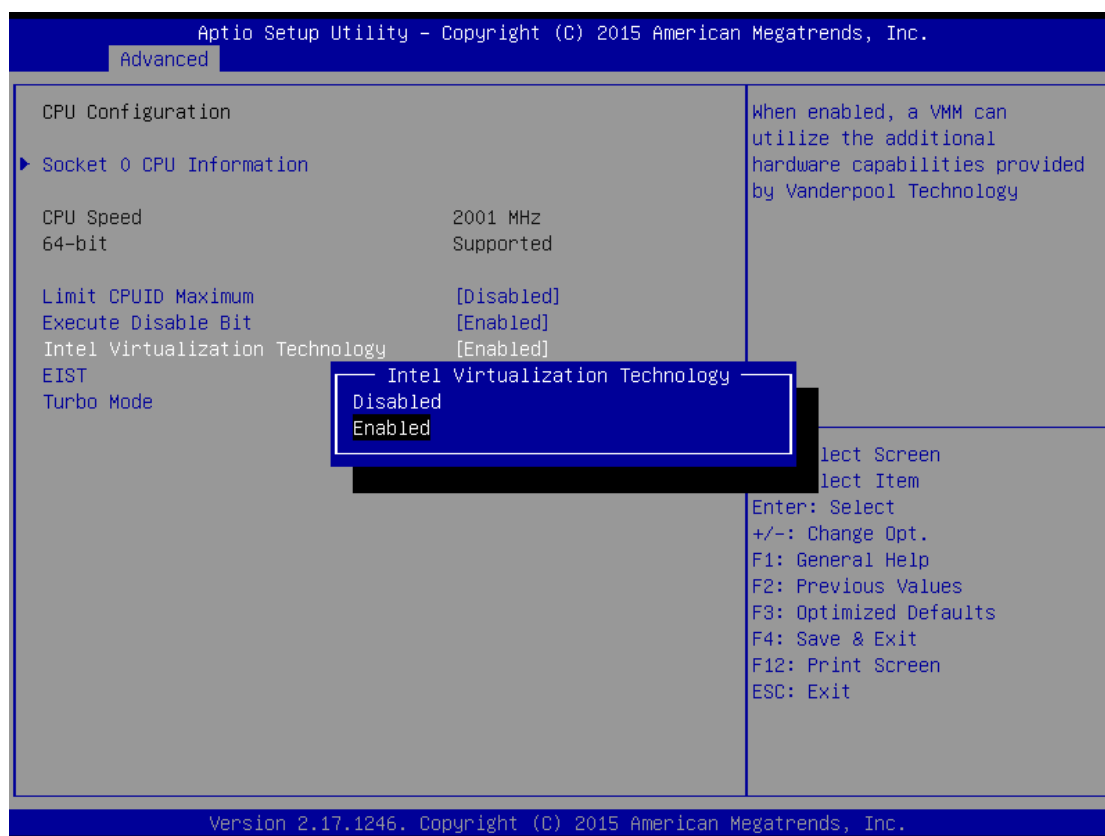 Aptio Setup Utility – Copyright (C) 2015 American Megatrends, Inc.
Advanced
CPU Configuration
Socket 0 CPU Information
CPU Speed 2001 MHz
64-bit Supported
Limit CPUID Maximum [Disabled]
Execute Disable Bit [Enabled]
Intel Virtualization Technology [Enabled]
EIST
Turbo Mode
Intel Virtualization Technology
Disabled
Enabled
When enabled, a VMM can
utilize the additional
hardware capabilities provided
by Vanderpool Technology
lect Screen
lect Item
Enter: Select
+/-: Change Opt.
F1: General Help
F2: Previous Values
F3: Optimized Defaults
F4: Save & Exit
F12: Print Screen
ESC: Exit
Version 2.17.1246. Copyright (C) 2015 American Megatrends, Inc.